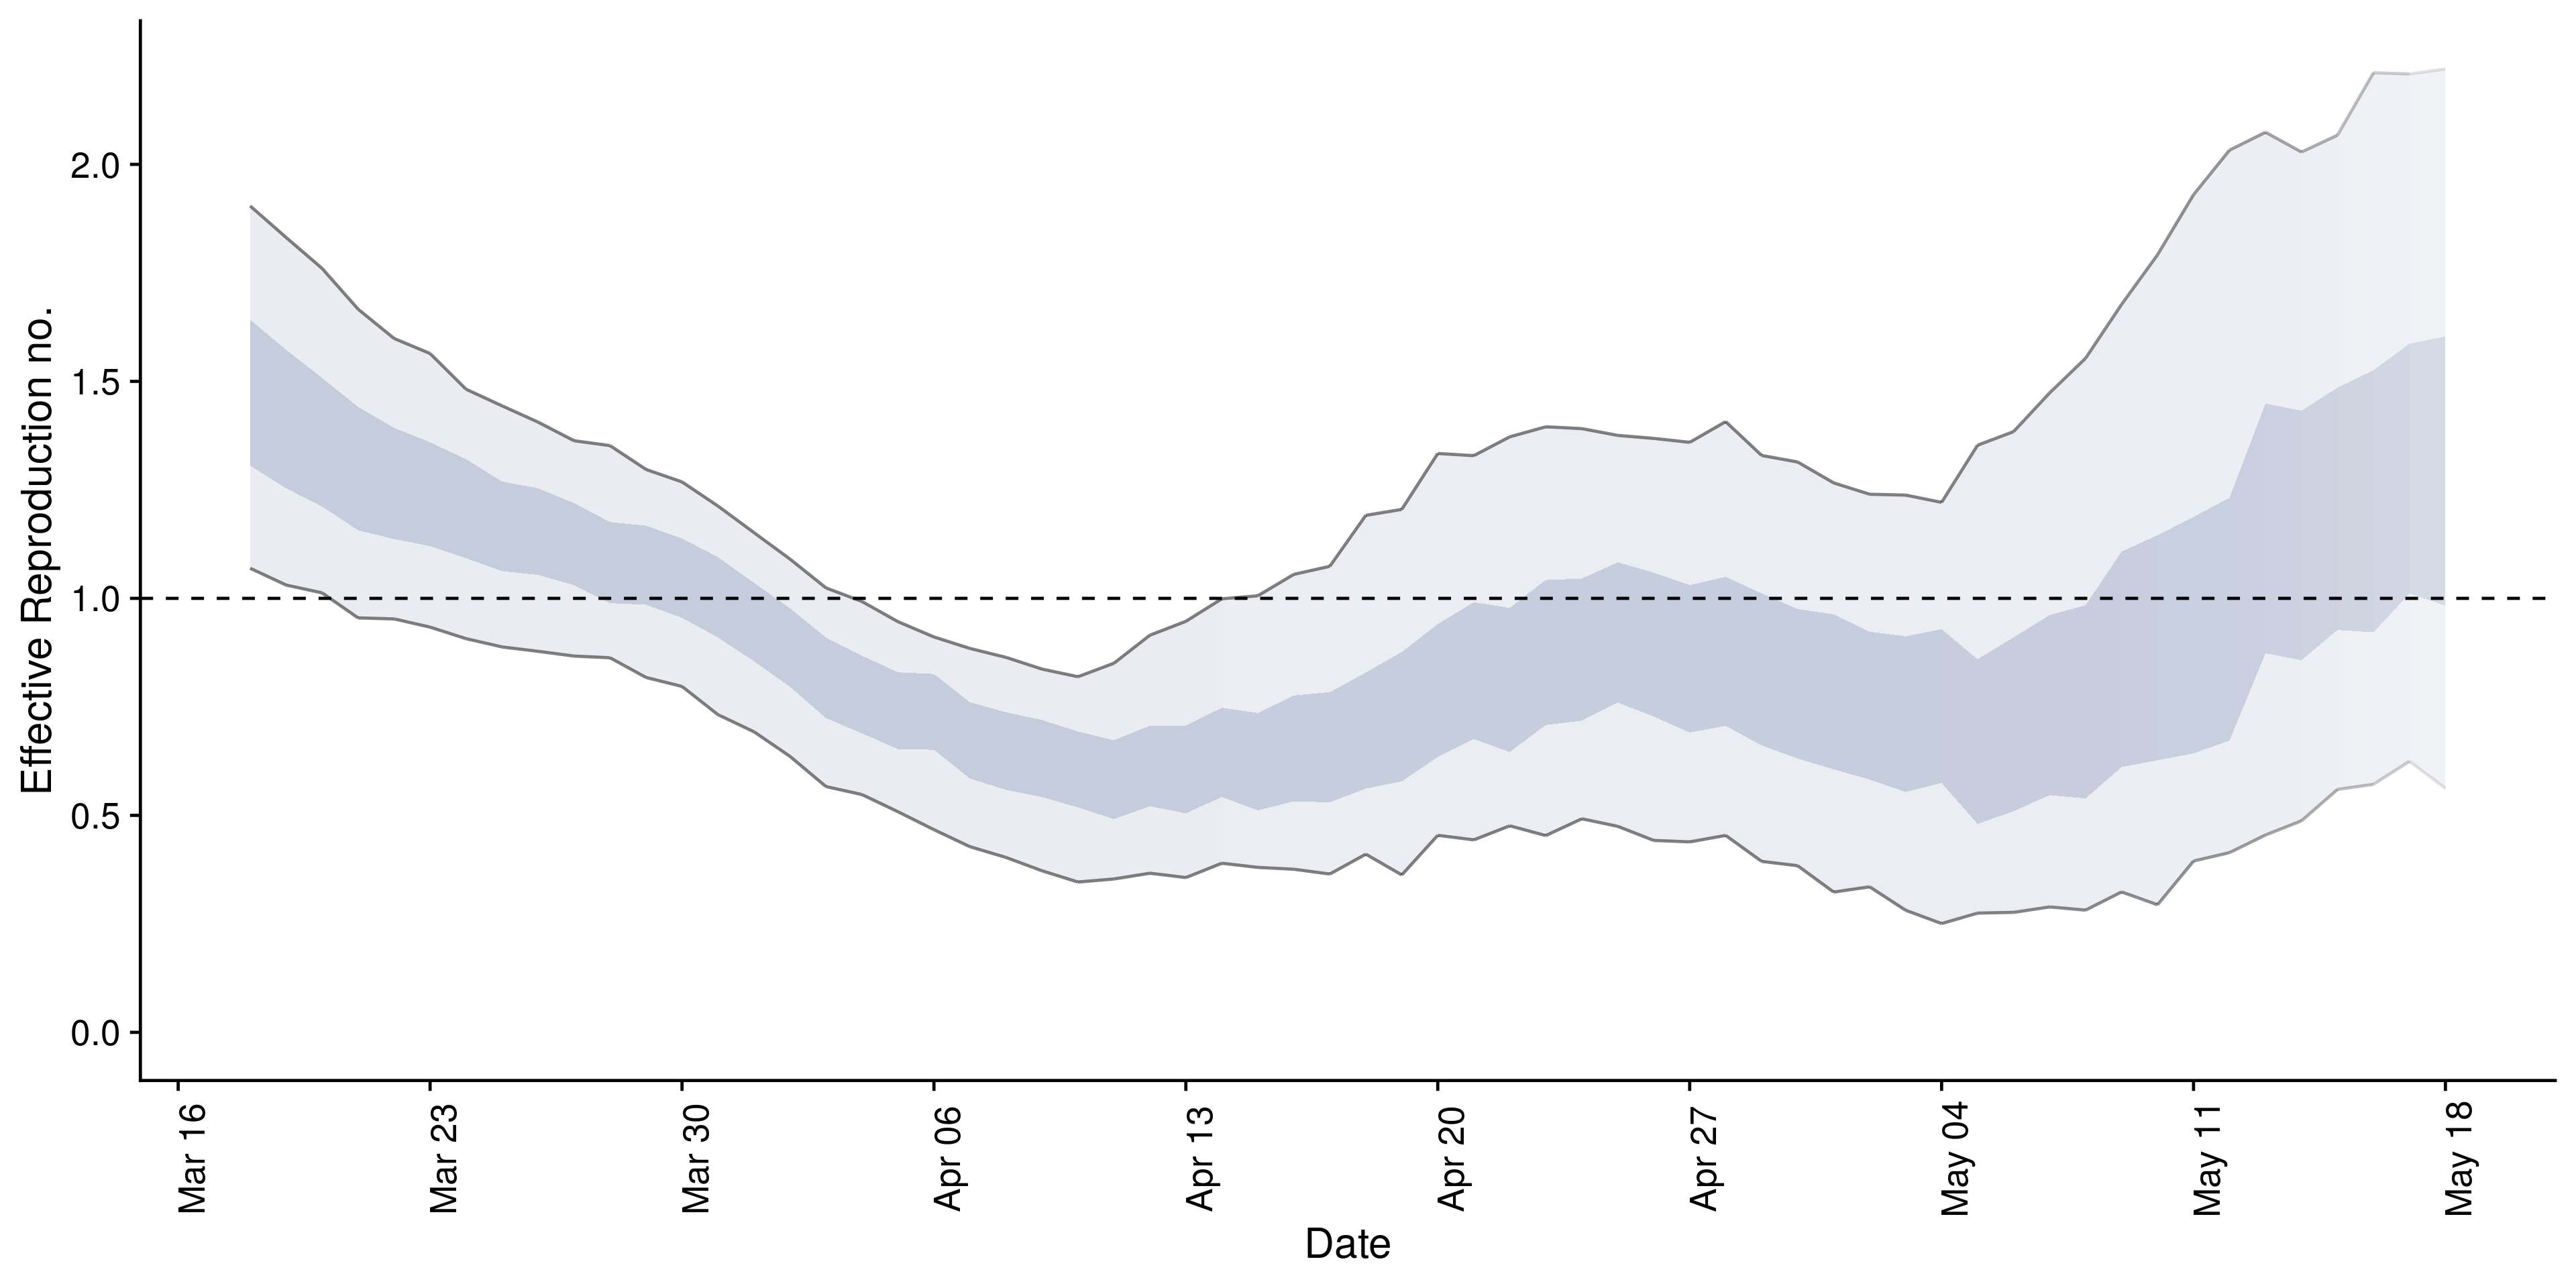 Effective Reproduction no.
2.0
1.5
1.0
0.5
0.0
Mar 16
Mar 23
Mar 30
Apr 06
Apr 13
Apr 20
Apr 27
May 04
May 11
May 18
Date